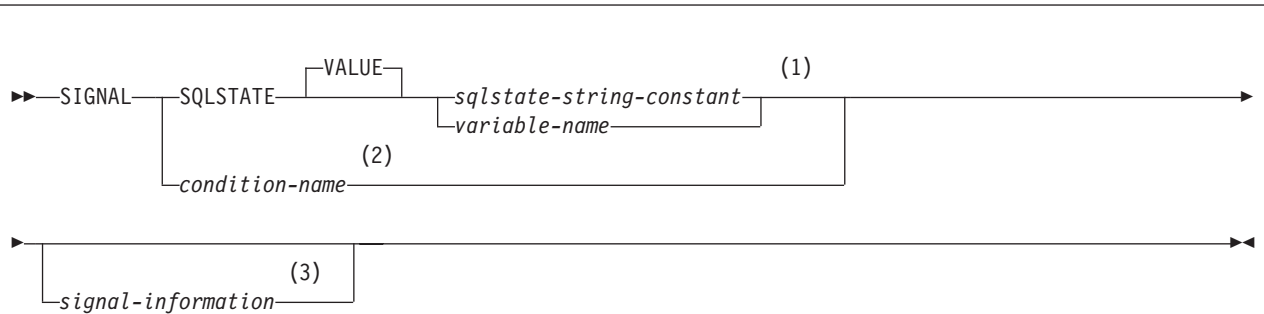 VALUE (1)
SIGNAL SQLSTATE sqlstate-string-constant
variable-name
(2)
condition-name
(3)
signal-information